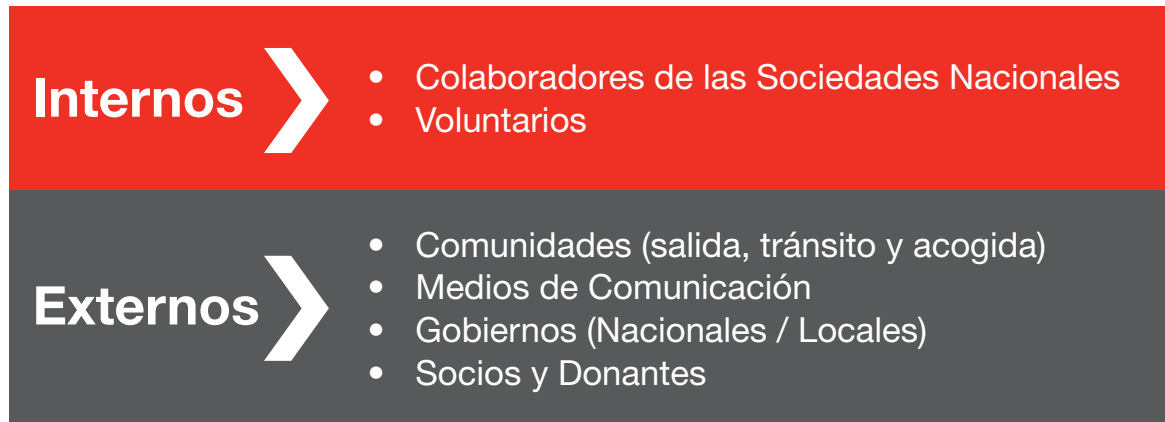 Internos
• Colaboradores de las Sociedades Nacionales
• Voluntarios
Externos
• Comunidades (salida, tránsito y acogida)
• Medios de Comunicación
• Gobiernos (Nacionales / Locales)
• Socios y Donantes